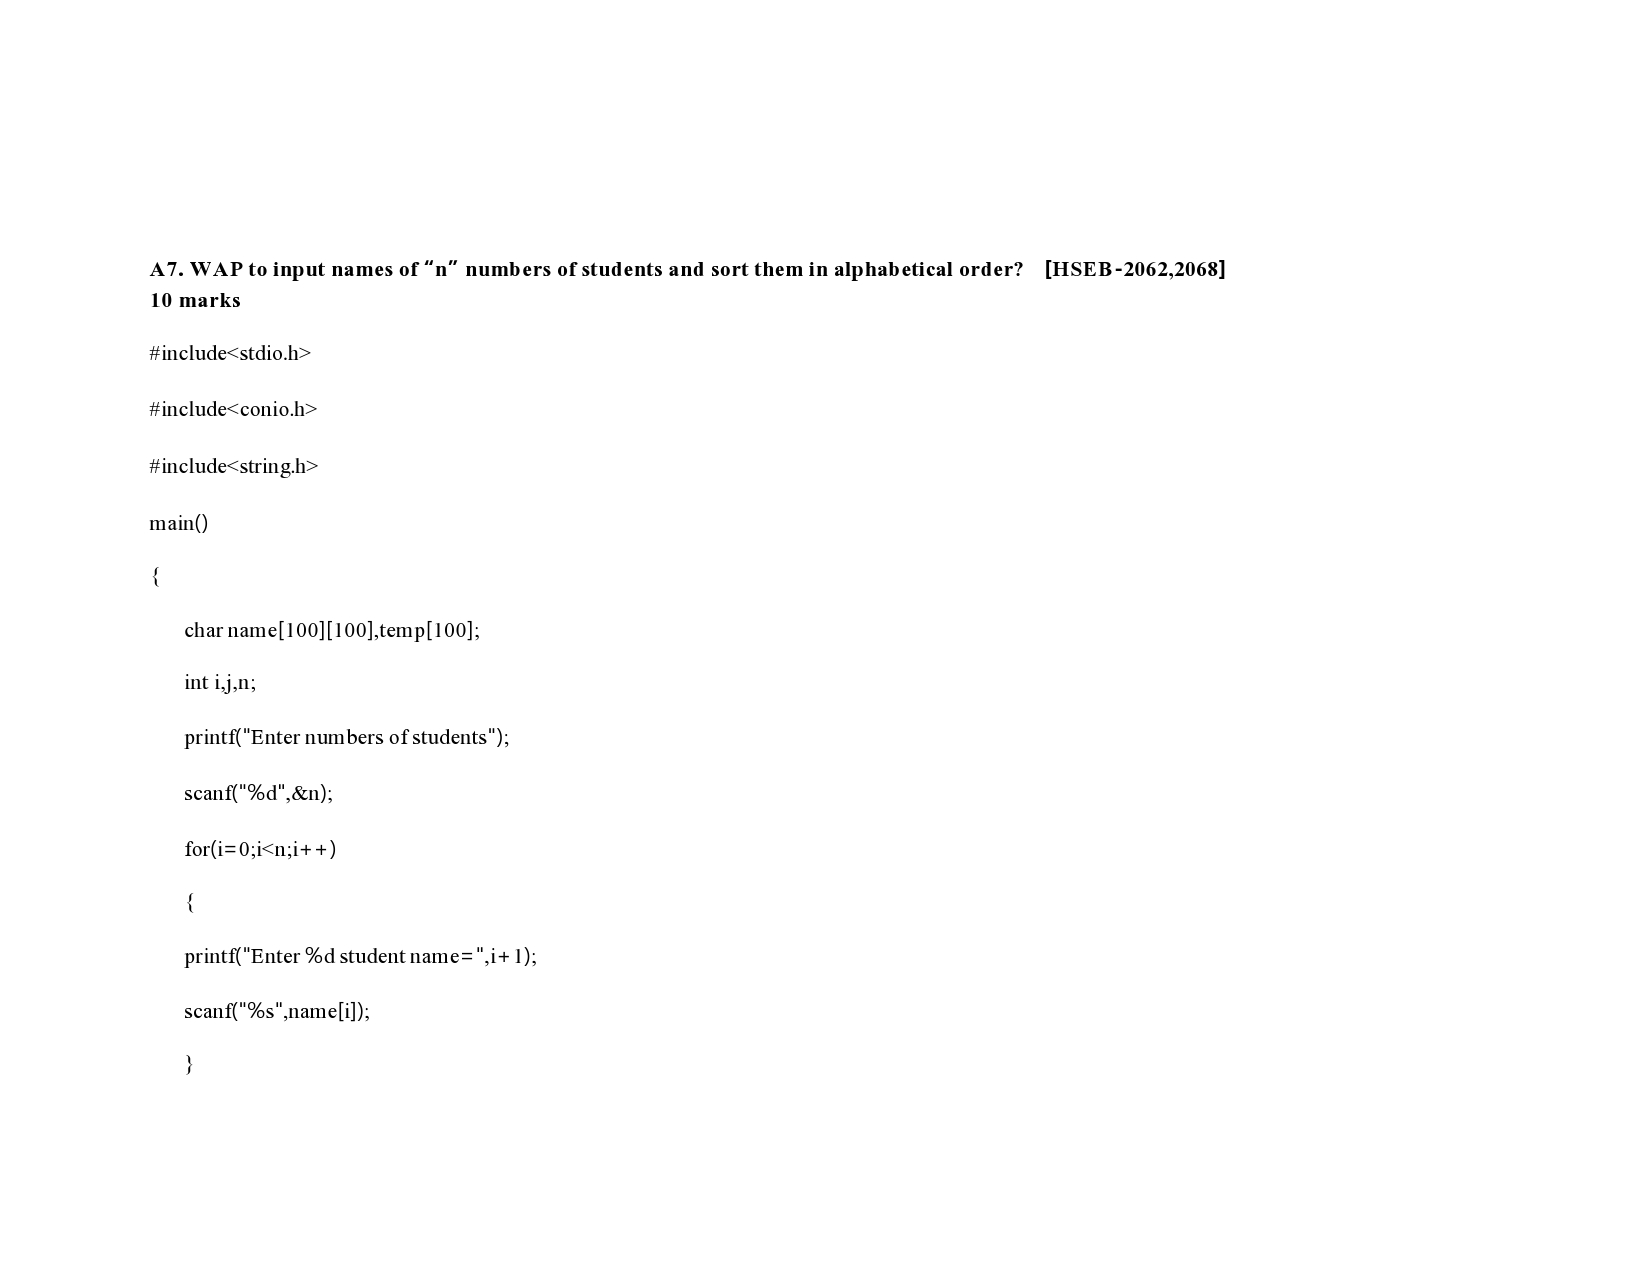 A7. WAP to input names of “n” numbers of students and sort them in alphabetical order? [HSEB-2062,2068]
10 marks
#include<stdio.h>
#include<conio.h>
#include<string.h>
main()
{
char name[100][100],temp[100];
int i,j,n;
printf("Enter numbers of students");
scanf("%d",&n);
for(i=0;i<n;i++)
{
printf("Enter %d student name=",i+1);
scanf("%s",name[i]);
}